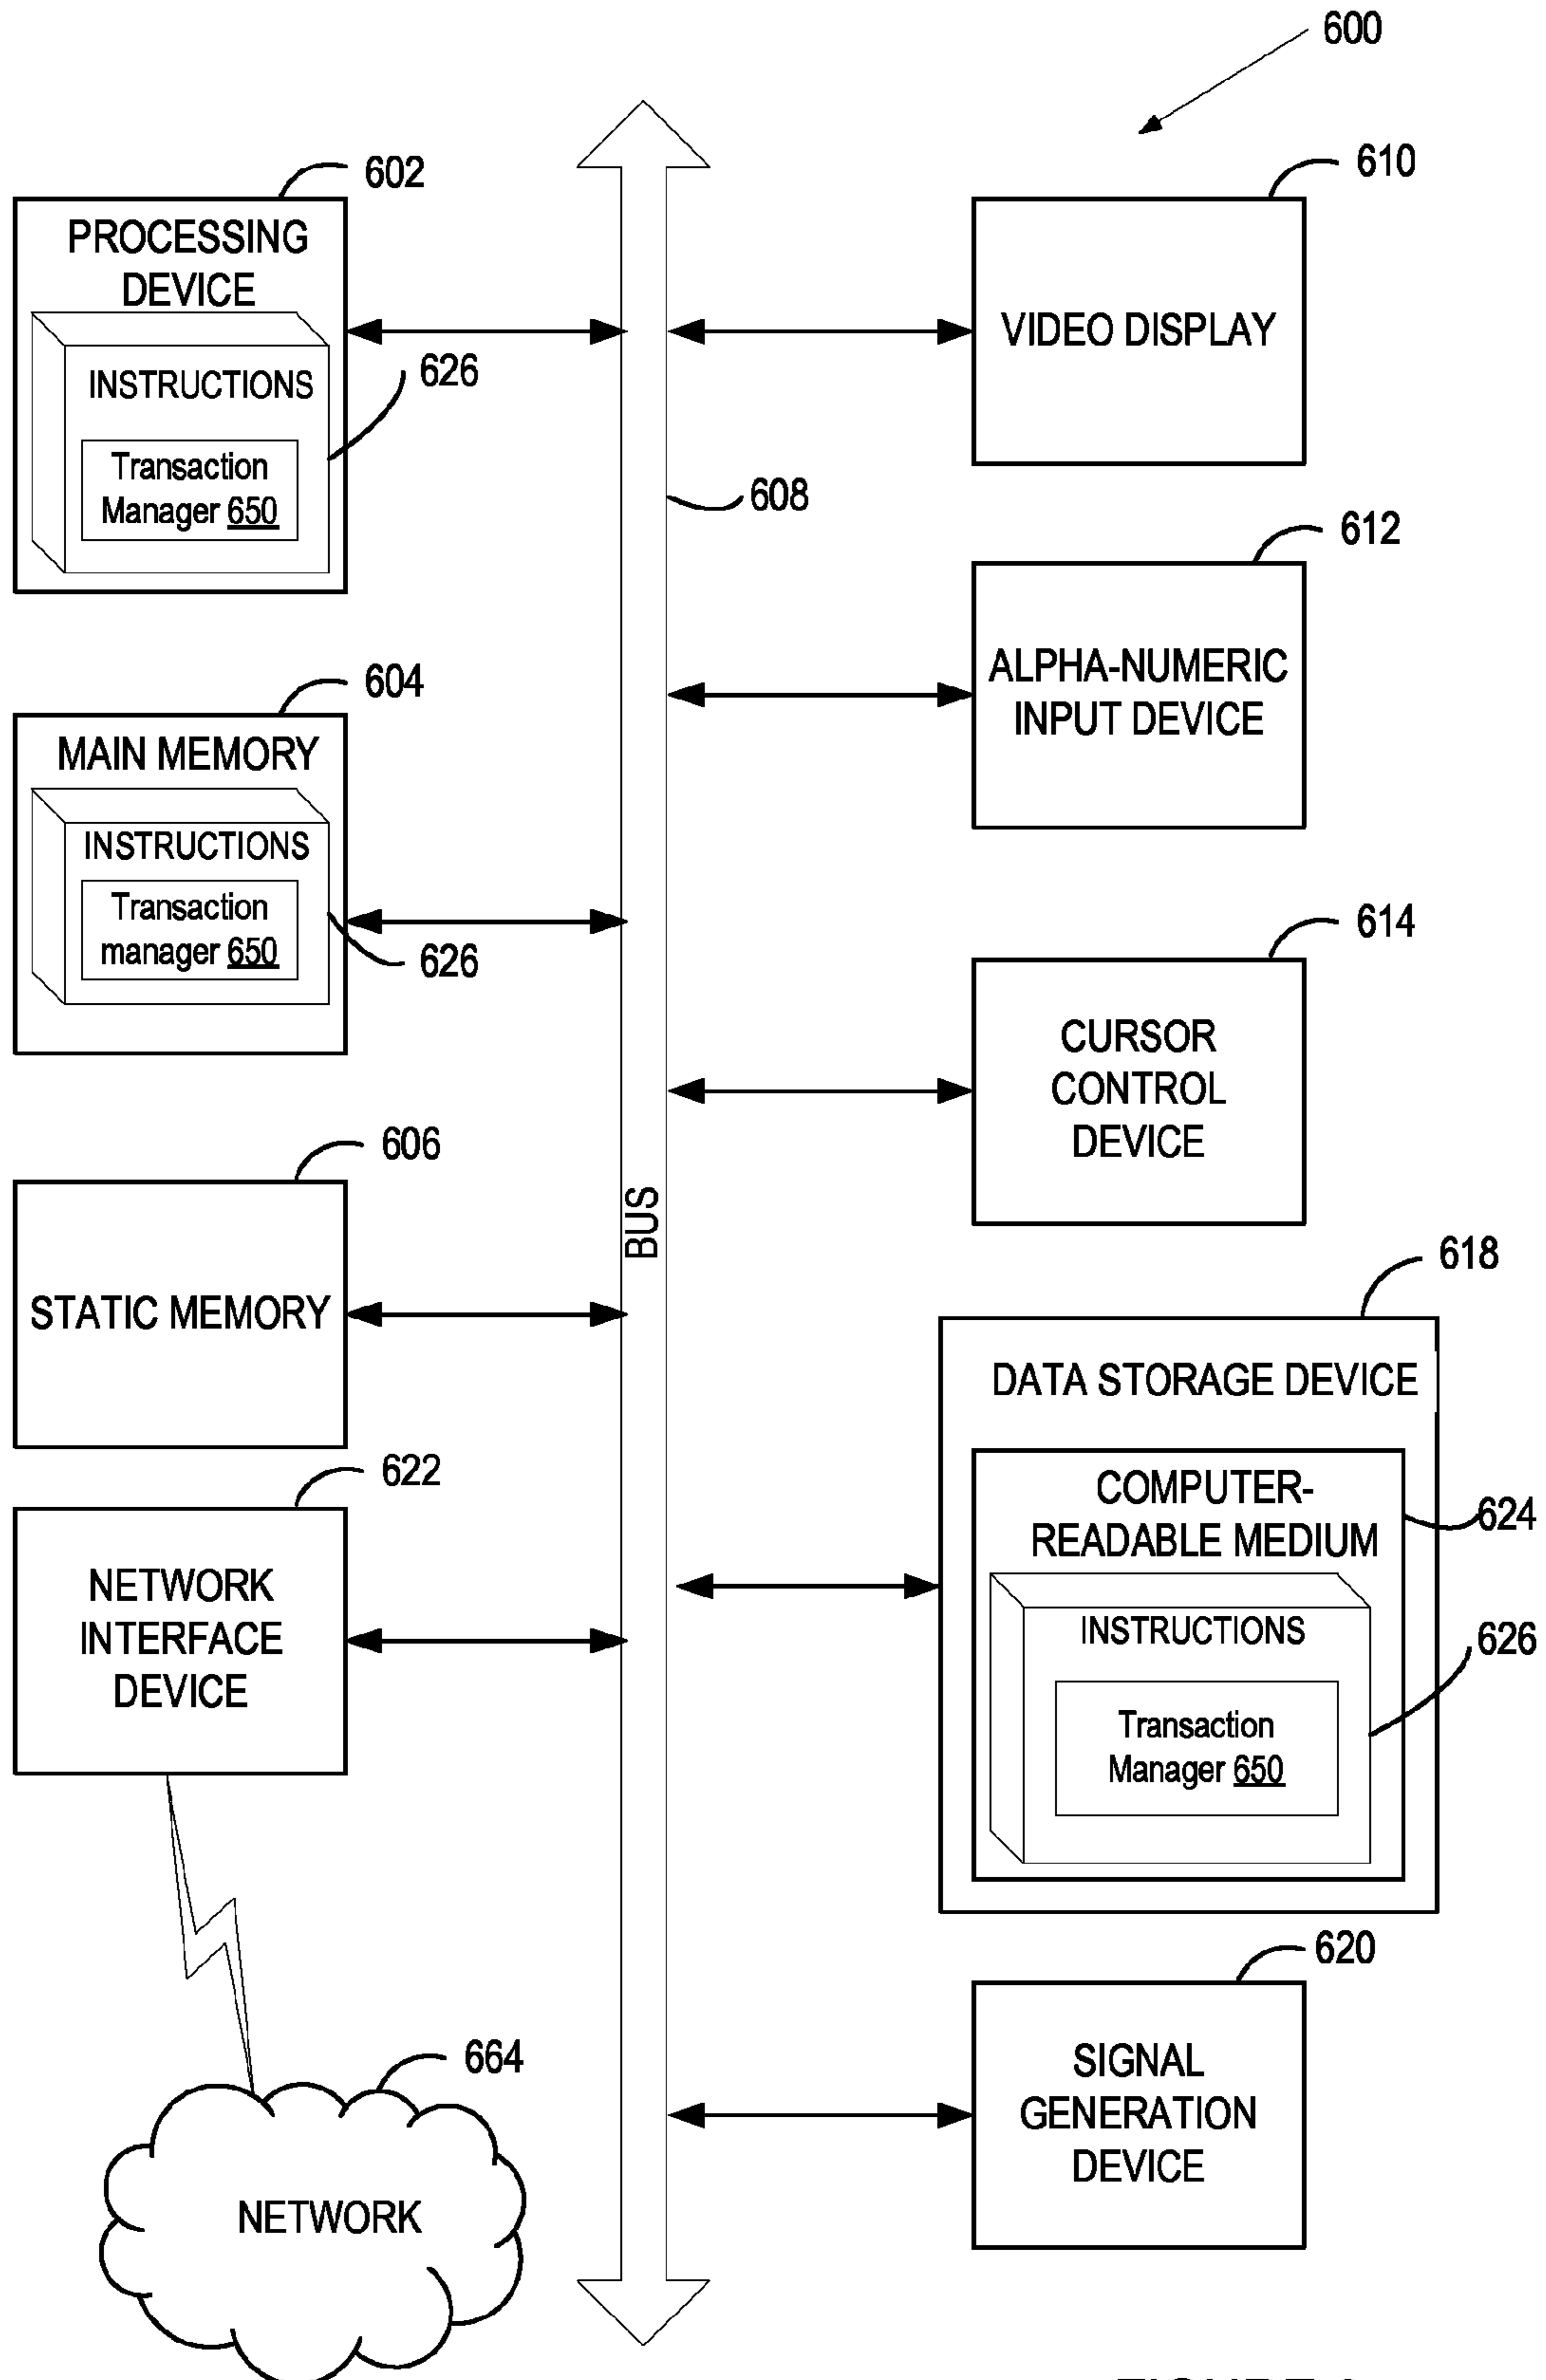 600
602
PROCESSING
DEVICE
INSTRUCTIONS
626
Transaction
Manager 650
604
MAIN MEMORY
INSTRUCTIONS
Transaction
manager 650
626
606
STATIC MEMORY
622
NETWORK
INTERFACE
DEVICE
664
NETWORK
608
BUS
610
VIDEO DISPLAY
612
ALPHA-NUMERIC
INPUT DEVICE
614
CURSOR
CONTROL
DEVICE
618
DATA STORAGE DEVICE
COMPUTER-
READABLE MEDIUM
624
INSTRUCTIONS
626
Transaction
Manager 650
620
SIGNAL
GENERATION
DEVICE